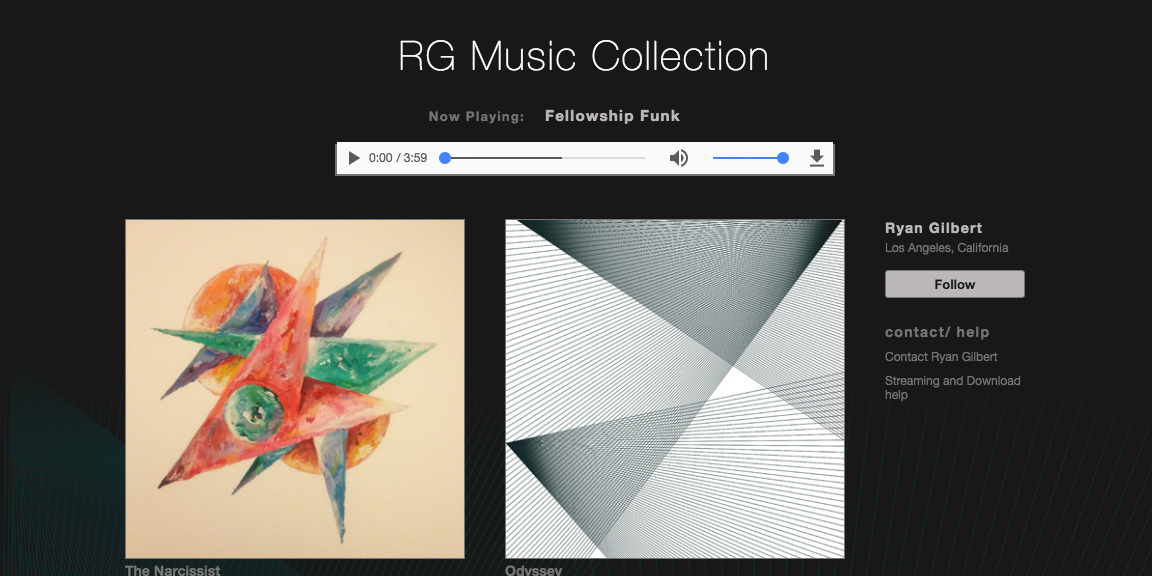 RG Music Collection
Now Playing: Fellowship Funk
0:00 / 3:59
Ryan Gilbert
Los Angeles, California
Follow
contact/ help
Contact Ryan Gilbert
Streaming and Download
help
The Narcissist
Odyssey